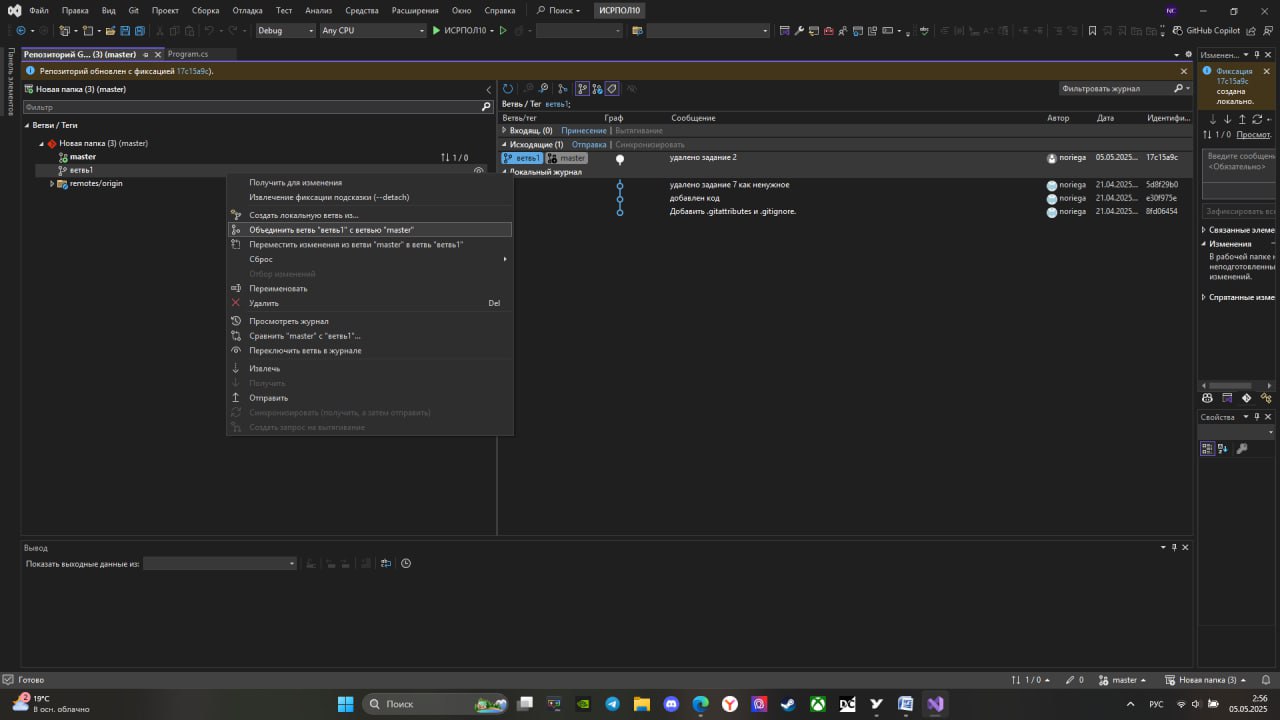 Файл Правка Вид Git Проект Сборка Отладка Тест Анализ Средства Расширения Окно Справка Поиск ИСРПОЛ10 NC
Debug Any CPU ИСРПОЛ10 GitHub Copilot
Панель элементов
Репозиторий G... (3) (master) Program.cs
Репозиторий обновлен с фиксацией 17c15a9c).
Новая папка (3) (master)
Фильтр
Ветви / Теги
Новая папка (3) (master)
master 1 / 0
ветвь1
remotes/origin
Получить для изменения
Извлечение фиксации подсказки (--detach)
Создать локальную ветвь из...
Объединить ветвь "ветвь1" с ветвью "master"
Переместить изменения из ветви "master" в ветвь "ветвь1"
Сброс
Отбор изменений
Переименовать
Удалить Del
Просмотреть журнал
Сравнить "master" с "ветвь1"...
Переключить ветвь в журнале
Извлечь
Получить
Отправить
Синхронизировать (получить, а затем отправить)
Создать запрос на вытягивание
Фильтровать журнал
Ветвь / Тег ветвь1;
Ветвь/тег Граф Сообщение Автор Дата Идентифи...
Входящ. (0) Принесение | Вытягивание
Исходящие (1) Отправка | Синхронизировать
ветвь1 master удалено задание 2 noriega 05.05.2025... 17c15a9c
Локальный журнал
удалено задание 7 как ненужное noriega 21.04.2025... 5d8f29b0
добавлен код noriega 21.04.2025... e30f975e
Добавить .gitattributes и .gitignore. noriega 21.04.2025... 8fd06454
Изменен...
Фиксация
17c15a9c
создана
локально.
1 / 0 Просмот.
Введите сообщен
<Обязательно>
Зафиксировать все
Связанные элеме
Изменения
В рабочей папке н
неподготовленны
изменений.
Спрятанные изме
Свойства
Вывод
Показать выходные данные из:
Готово 1 / 0 0 master Новая папка (3)
2 19°C
В осн. облачно
Поиск
РУС
2:56
05.05.2025